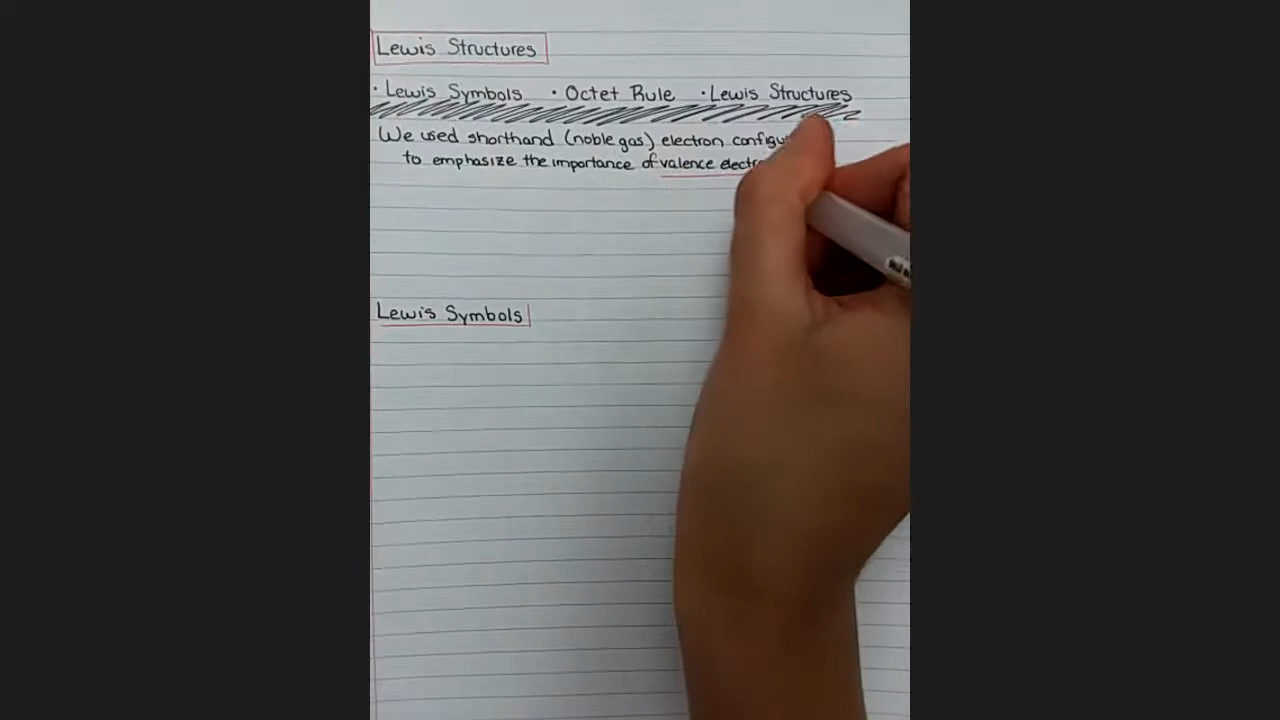 Lewis Structures
· Lewis Symbols · Octet Rule · Lewis Structures
We used shorthand (noble gas) electron
to emphasize the importance of valence
Lewis Symbols